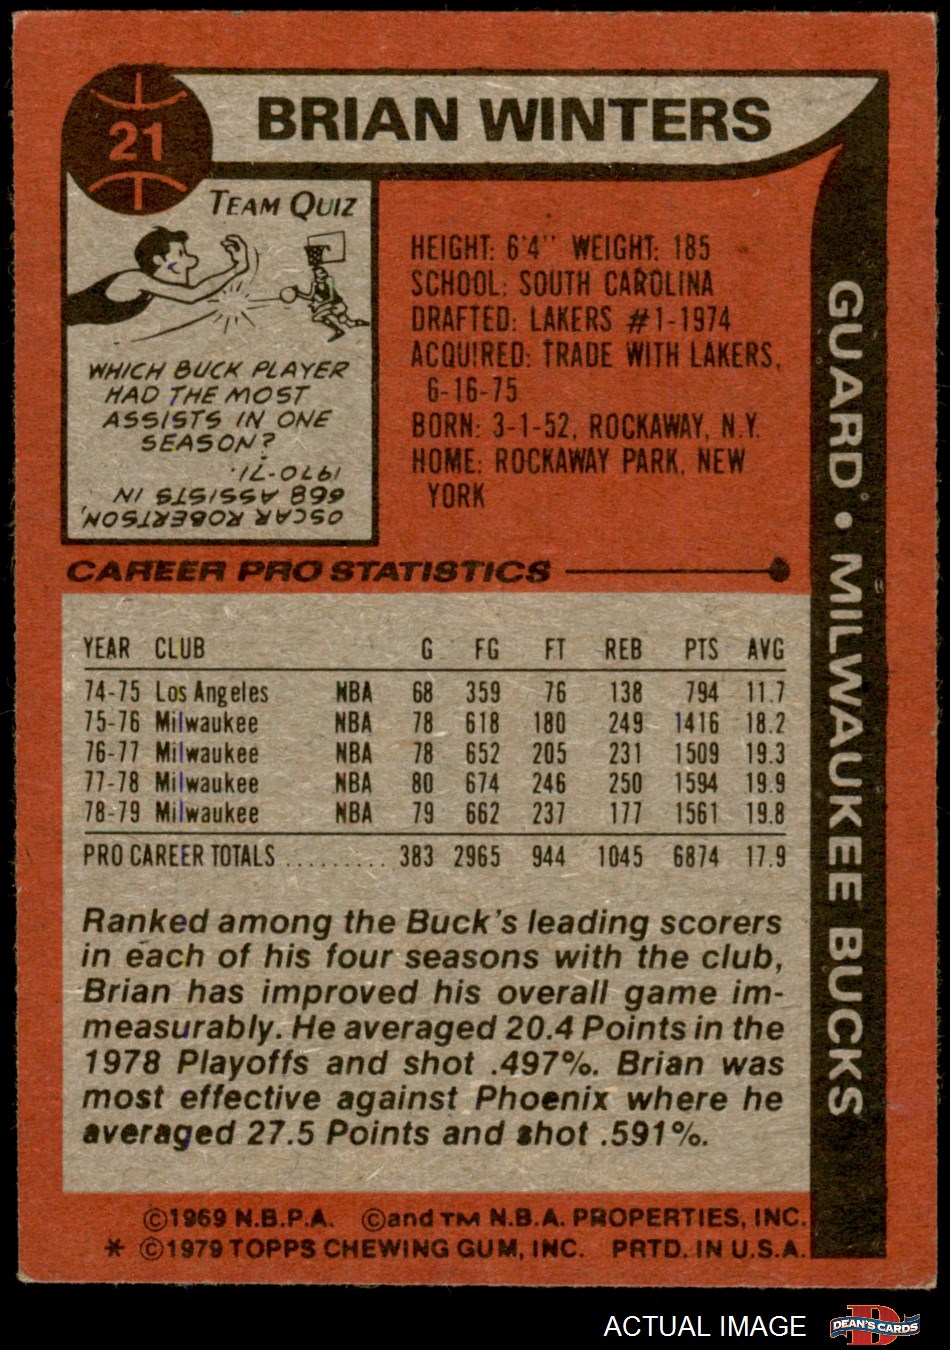 21
BRIAN WINTERS
TEAM QUIZ
WHICH BUCK PLAYER
HAD THE MOST
ASSISTS IN ONE
SEASON?
OSCAR ROBERTSON,
668 ASSISTS IN
1970-71.
HEIGHT: 6'4" WEIGHT: 185
SCHOOL: SOUTH CAROLINA
DRAFTED: LAKERS #1-1974
ACQUIRED: TRADE WITH LAKERS,
6-16-75
BORN: 3-1-52, ROCKAWAY, N.Y.
HOME: ROCKAWAY PARK, NEW
YORK
GUARD • MILWAUKEE BUCKS
CAREER PRO STATISTICS
YEAR CLUB G FG FT REB PTS AVG
74-75 Los Angeles NBA 68 359 76 138 794 11.7
75-76 Milwaukee NBA 78 618 180 249 1416 18.2
76-77 Milwaukee NBA 78 652 205 231 1509 19.3
77-78 Milwaukee NBA 80 674 246 250 1594 19.9
78-79 Milwaukee NBA 79 662 237 177 1561 19.8
PRO CAREER TOTALS .......... 383 2965 944 1045 6874 17.9
Ranked among the Buck's leading scorers
in each of his four seasons with the club,
Brian has improved his overall game im-
measurably. He averaged 20.4 Points in the
1978 Playoffs and shot .497%. Brian was
most effective against Phoenix where he
averaged 27.5 Points and shot .591%.
©1969 N.B.P.A. ©and TM N.B.A. PROPERTIES, INC.
* ©1979 TOPPS CHEWING GUM, INC. PRTD. IN U.S.A.
ACTUAL IMAGE
DEAN'S CARDS